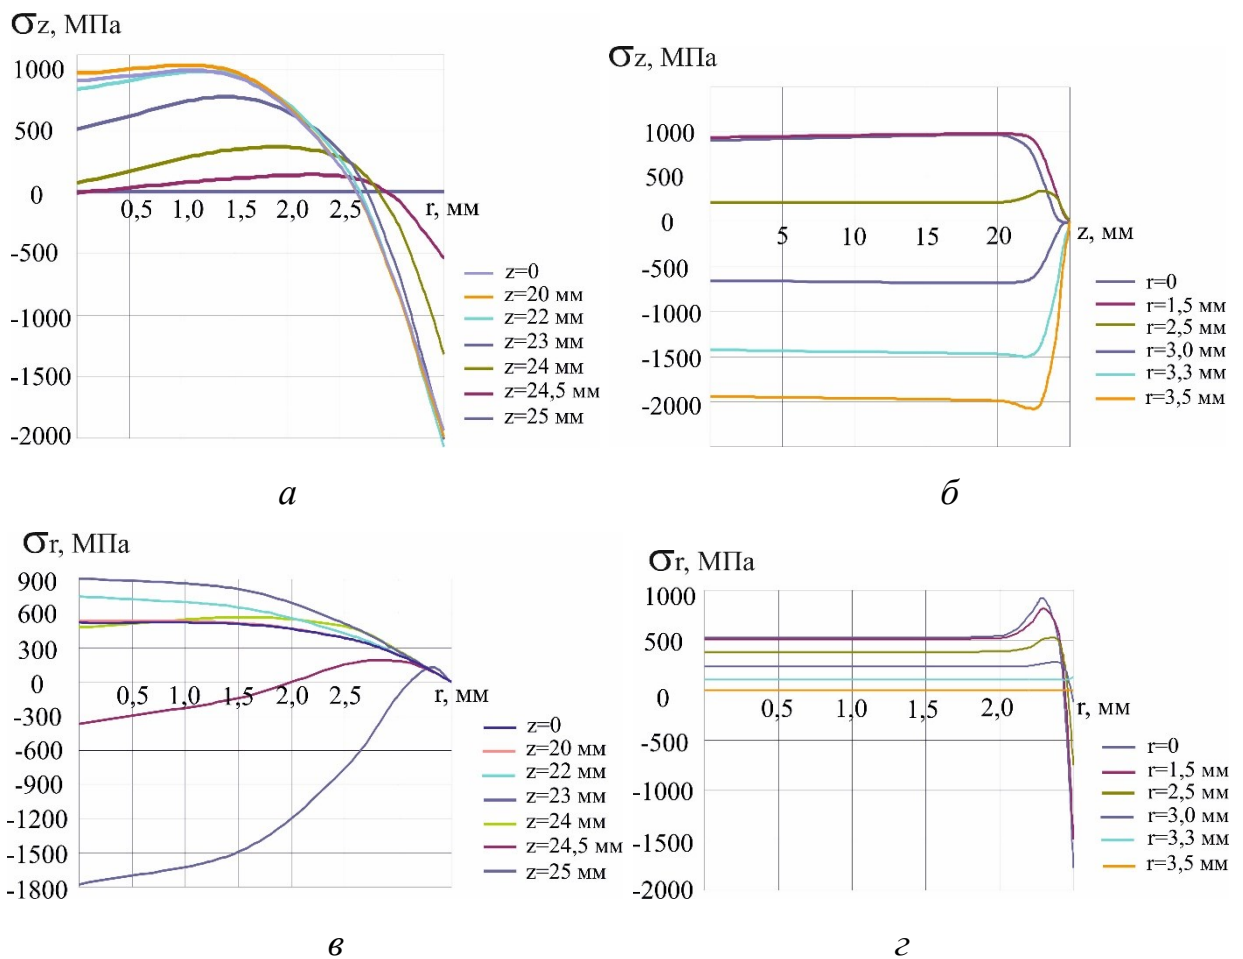 σz, МПа
1000
500
0
-500
-1000
-1500
-2000
0,5 1,0 1,5 2,0 2,5 r, мм
z=0
z=20 мм
z=22 мм
z=23 мм
z=24 мм
z=24,5 мм
z=25 мм
а
σz, МПа
1000
500
0
-500
-1000
-1500
-2000
5 10 15 20 z, мм
r=0
r=1,5 мм
r=2,5 мм
r=3,0 мм
r=3,3 мм
r=3,5 мм
б
σr, МПа
900
600
300
0
-300
-600
-900
-1200
-1500
-1800
0,5 1,0 1,5 2,0 2,5 r, мм
z=0
z=20 мм
z=22 мм
z=23 мм
z=24 мм
z=24,5 мм
z=25 мм
в
σr, МПа
1000
500
0
-500
-1000
-1500
-2000
0,5 1,0 1,5 2,0 r, мм
r=0
r=1,5 мм
r=2,5 мм
r=3,0 мм
r=3,3 мм
r=3,5 мм
г